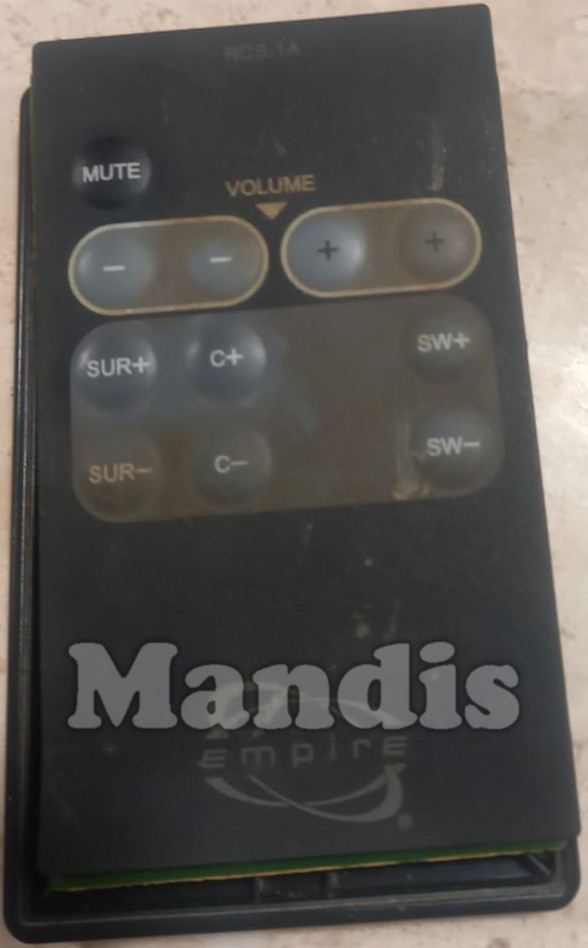 RC5.1A
MUTE
VOLUME
− − + +
SUR+ C+ SW+
SUR− C− SW−
Mandis
EmpirE